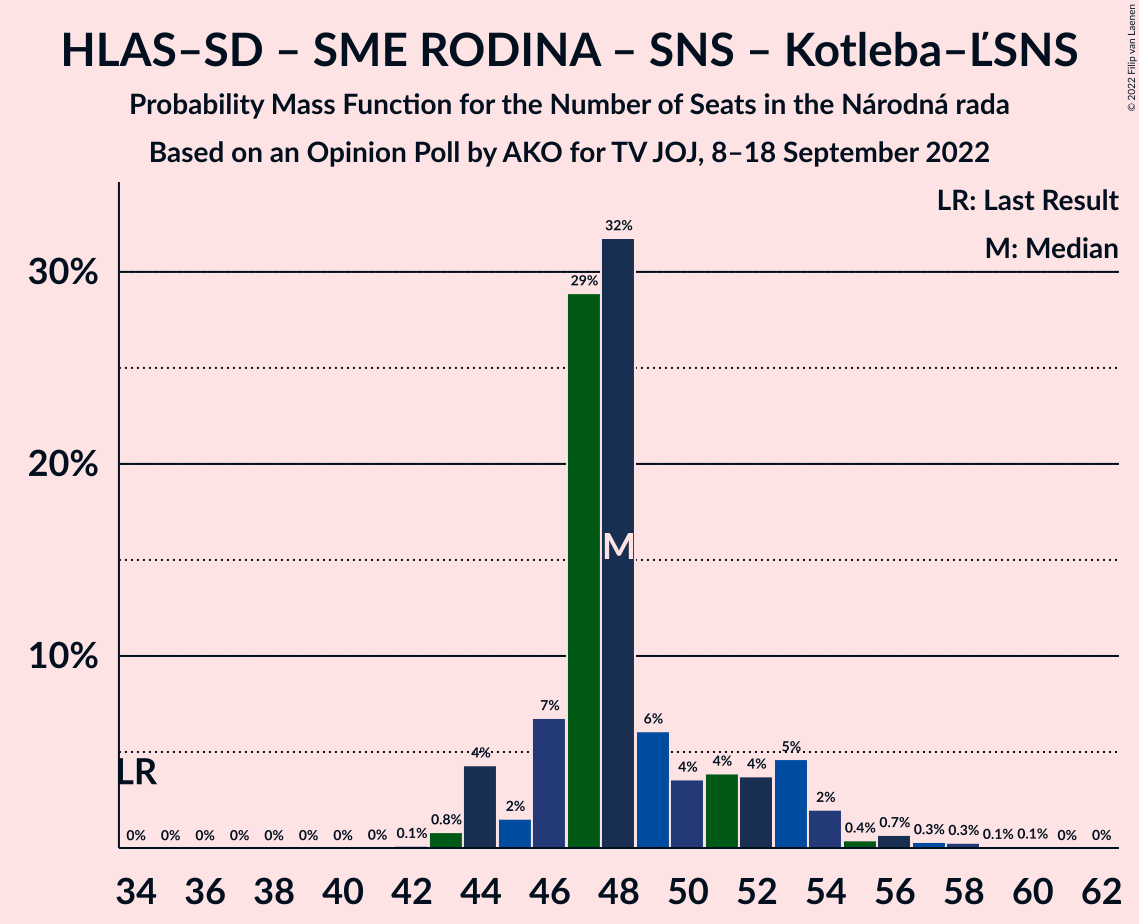 HLAS–SD – SME RODINA – SNS – Kotleba–ĽSNS
Probability Mass Function for the Number of Seats in the Národná rada
Based on an Opinion Poll by AKO for TV JOJ, 8–18 September 2022
© 2022 Filip van Laenen
LR: Last Result
M: Median
30%
20%
10%
LR
M
0% 0% 0% 0% 0% 0% 0% 0% 0.1% 0.8% 4% 2% 7% 29% 32% 6% 4% 4% 4% 5% 2% 0.4% 0.7% 0.3% 0.3% 0.1% 0.1% 0% 0%
34 36 38 40 42 44 46 48 50 52 54 56 58 60 62